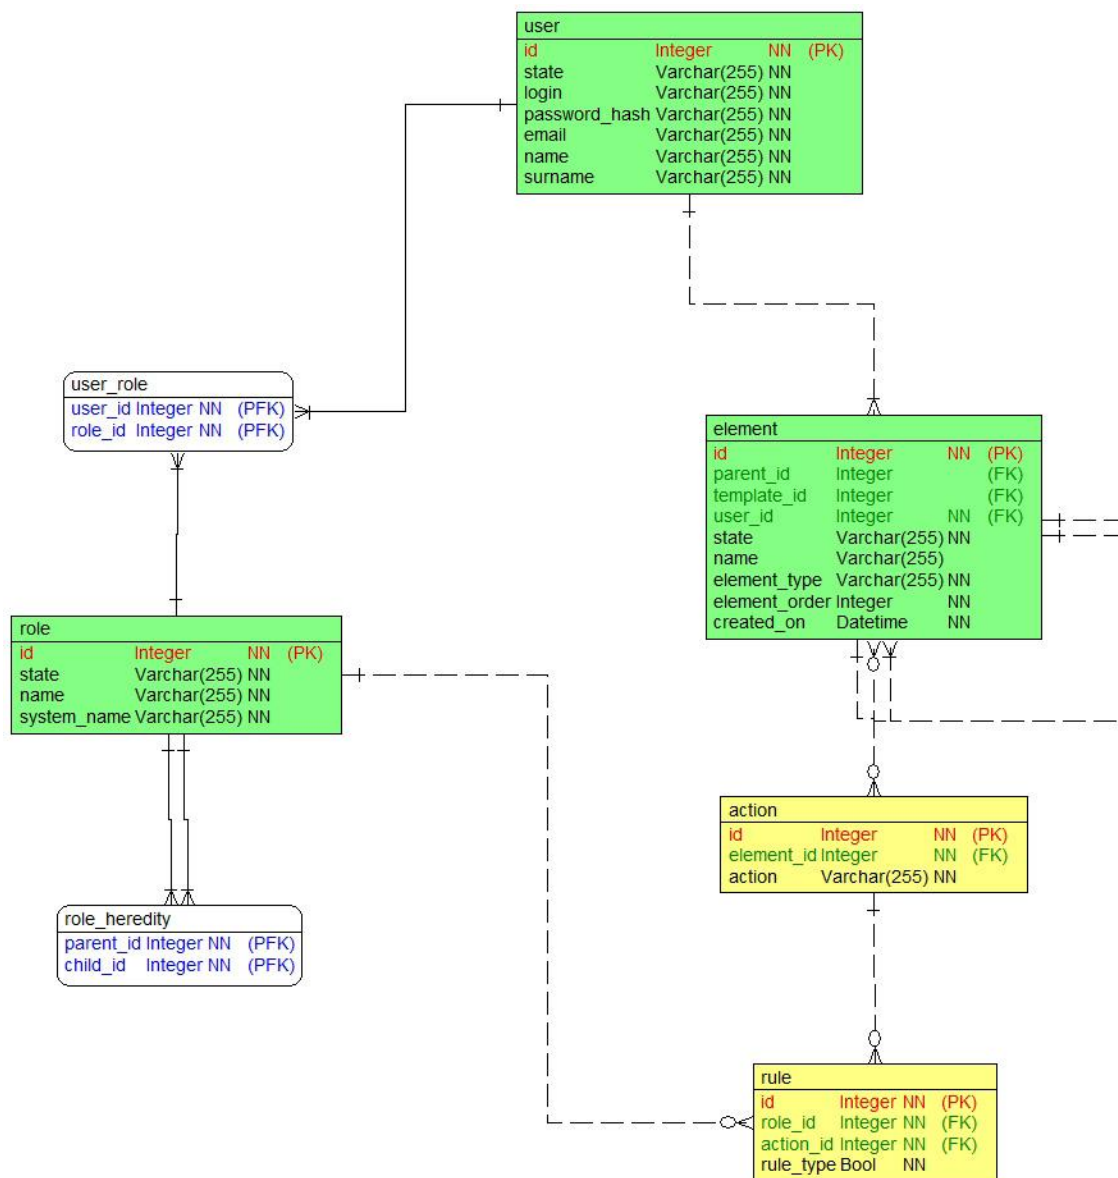 user
id Integer NN (PK)
state Varchar(255) NN
login Varchar(255) NN
password_hash Varchar(255) NN
email Varchar(255) NN
name Varchar(255) NN
surname Varchar(255) NN
user_role
user_id Integer NN (PFK)
role_id Integer NN (PFK)
element
id Integer NN (PK)
parent_id Integer (FK)
template_id Integer (FK)
user_id Integer NN (FK)
state Varchar(255) NN
name Varchar(255)
element_type Varchar(255) NN
element_order Integer NN
created_on Datetime NN
role
id Integer NN (PK)
state Varchar(255) NN
name Varchar(255) NN
system_name Varchar(255) NN
action
id Integer NN (PK)
element_id Integer NN (FK)
action Varchar(255) NN
role_heredity
parent_id Integer NN (PFK)
child_id Integer NN (PFK)
rule
id Integer NN (PK)
role_id Integer NN (FK)
action_id Integer NN (FK)
rule_type Bool NN